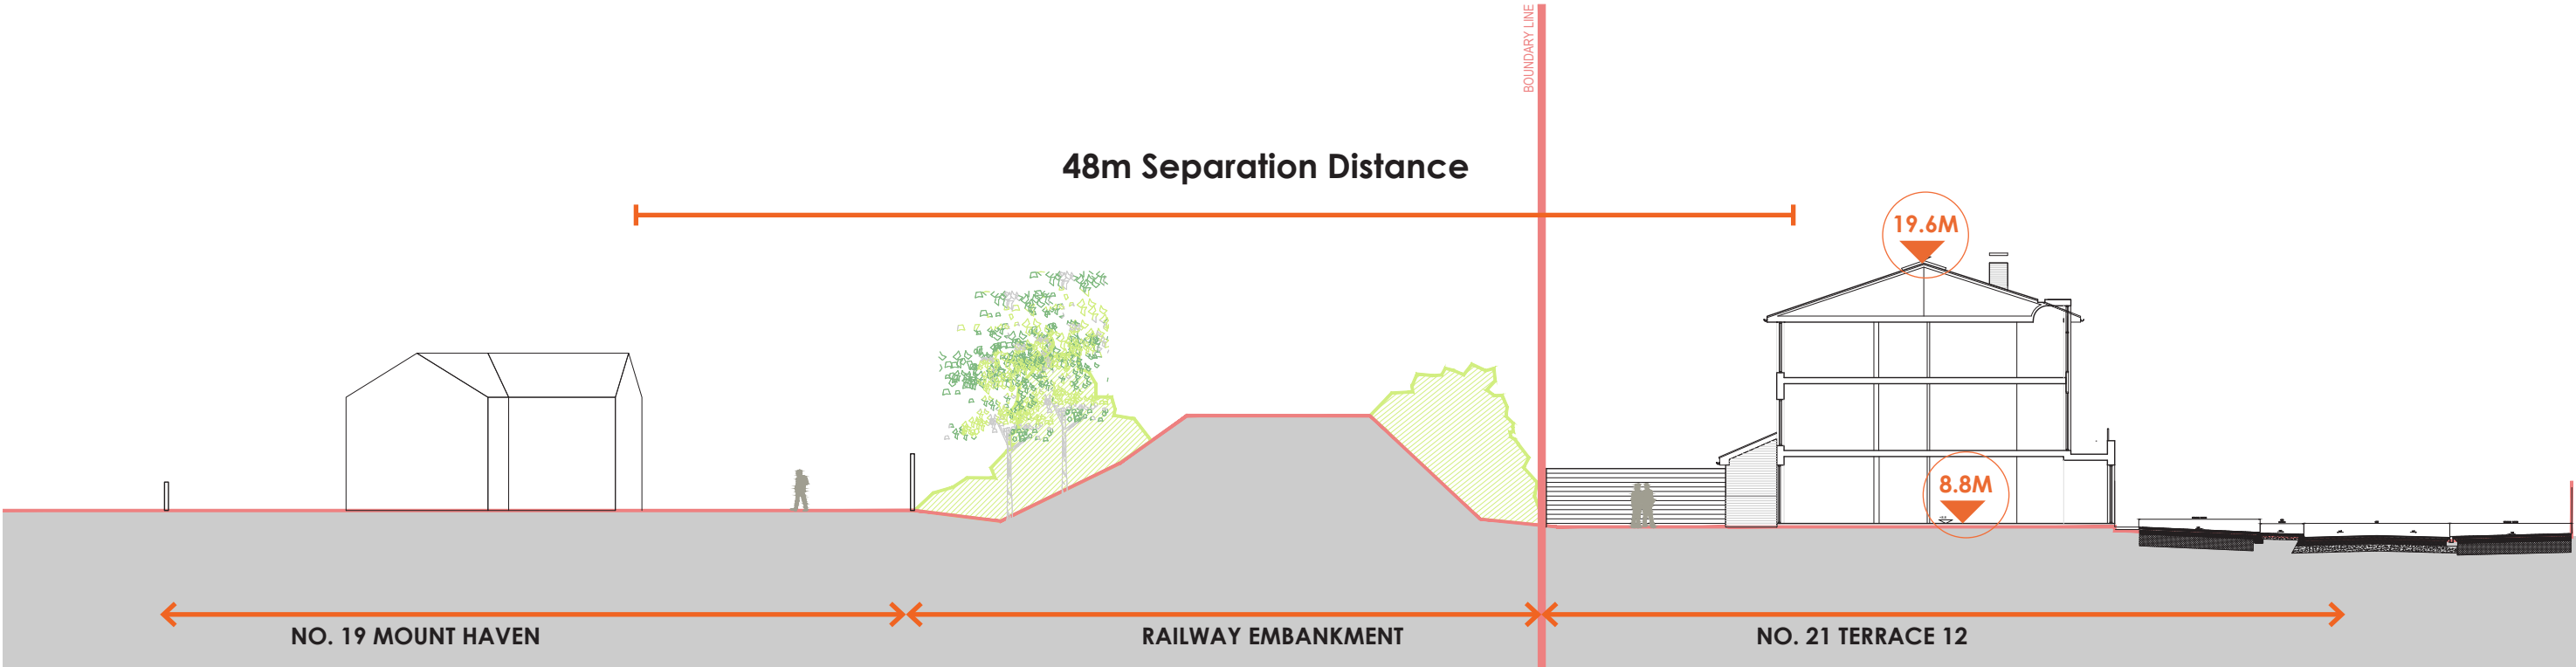 BOUNDARY LINE
48m Separation Distance
19.6M
8.8M
NO. 19 MOUNT HAVEN
RAILWAY EMBANKMENT
NO. 21 TERRACE 12